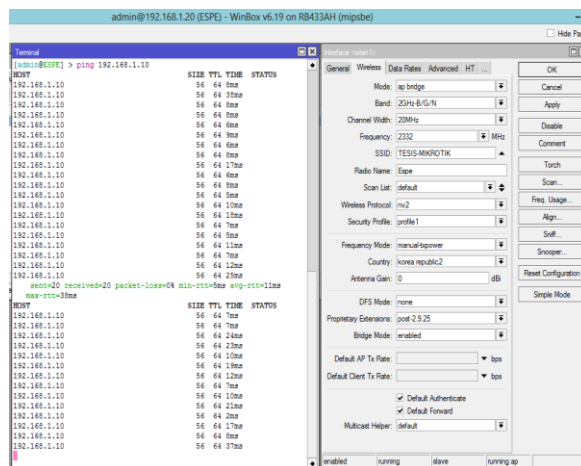 admin@192.168.1.20 (ESPE) - WinBox v6.19 on RB433AH (mipsbe)
Hide Pa
Terminal
[admin@ESPE] > ping 192.168.1.10
HOST SIZE TTL TIME STATUS
192.168.1.10 56 64 8ms
192.168.1.10 56 64 38ms
192.168.1.10 56 64 8ms
192.168.1.10 56 64 6ms
192.168.1.10 56 64 6ms
192.168.1.10 56 64 9ms
192.168.1.10 56 64 6ms
192.168.1.10 56 64 8ms
192.168.1.10 56 64 17ms
192.168.1.10 56 64 6ms
192.168.1.10 56 64 8ms
192.168.1.10 56 64 5ms
192.168.1.10 56 64 10ms
192.168.1.10 56 64 18ms
192.168.1.10 56 64 7ms
192.168.1.10 56 64 5ms
192.168.1.10 56 64 11ms
192.168.1.10 56 64 7ms
192.168.1.10 56 64 12ms
192.168.1.10 56 64 25ms
sent=20 received=20 packet-loss=0% min-rtt=5ms avg-rtt=11ms
max-rtt=38ms
HOST SIZE TTL TIME STATUS
192.168.1.10 56 64 7ms
192.168.1.10 56 64 7ms
192.168.1.10 56 64 24ms
192.168.1.10 56 64 23ms
192.168.1.10 56 64 10ms
192.168.1.10 56 64 19ms
192.168.1.10 56 64 12ms
192.168.1.10 56 64 7ms
192.168.1.10 56 64 10ms
192.168.1.10 56 64 21ms
192.168.1.10 56 64 2ms
192.168.1.10 56 64 17ms
192.168.1.10 56 64 8ms
192.168.1.10 56 64 37ms
Interface <wlan1>
General Wireless Data Rates Advanced HT ...
Mode: ap bridge
Band: 2GHz-B/G/N
Channel Width: 20MHz
Frequency: 2332 MHz
SSID: TESIS-MIKROTIK
Radio Name: Espe
Scan List: default
Wireless Protocol: nv2
Security Profile: profile1
Frequency Mode: manual-txpower
Country: korea republic2
Antenna Gain: 0 dBi
DFS Mode: none
Proprietary Extensions: post-2.9.25
Bridge Mode: enabled
Default AP Tx Rate: bps
Default Client Tx Rate: bps
Default Authenticate
Default Forward
Multicast Helper: default
enabled running slave running ap
OK
Cancel
Apply
Disable
Comment
Torch
Scan...
Freq. Usage...
Align...
Sniff...
Snooper...
Reset Configuration
Simple Mode